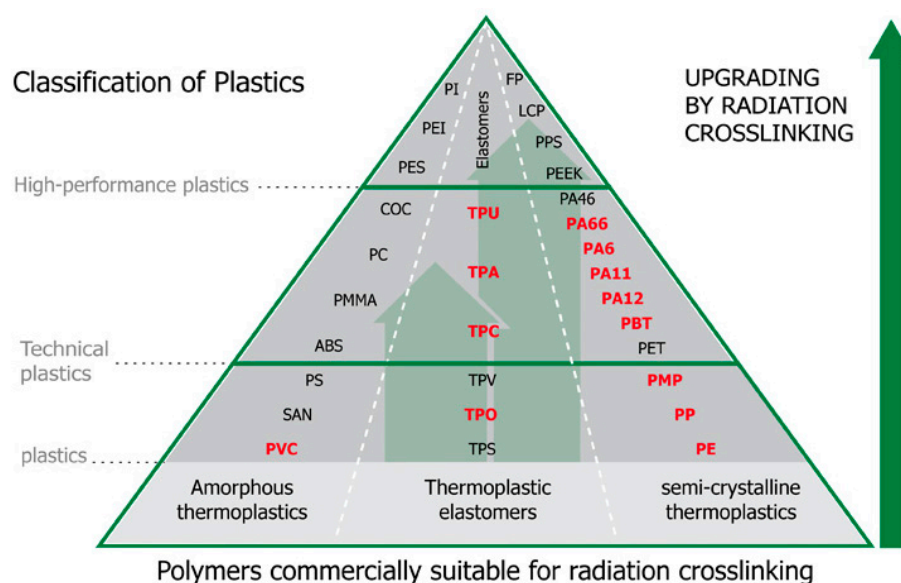 Classification of Plastics
UPGRADING
BY RADIATION
CROSSLINKING
PI
Elastomers
FP
LCP
PEI
PPS
PES
PEEK
High-performance plastics
COC
TPU
PA46
PA66
PC
PA6
TPA
PA11
PMMA
PA12
TPC
PBT
ABS
PET
Technical
plastics
PS
TPV
PMP
SAN
TPO
PP
PVC
TPS
PE
plastics
Amorphous
thermoplastics
Thermoplastic
elastomers
semi-crystalline
thermoplastics
Polymers commercially suitable for radiation crosslinking